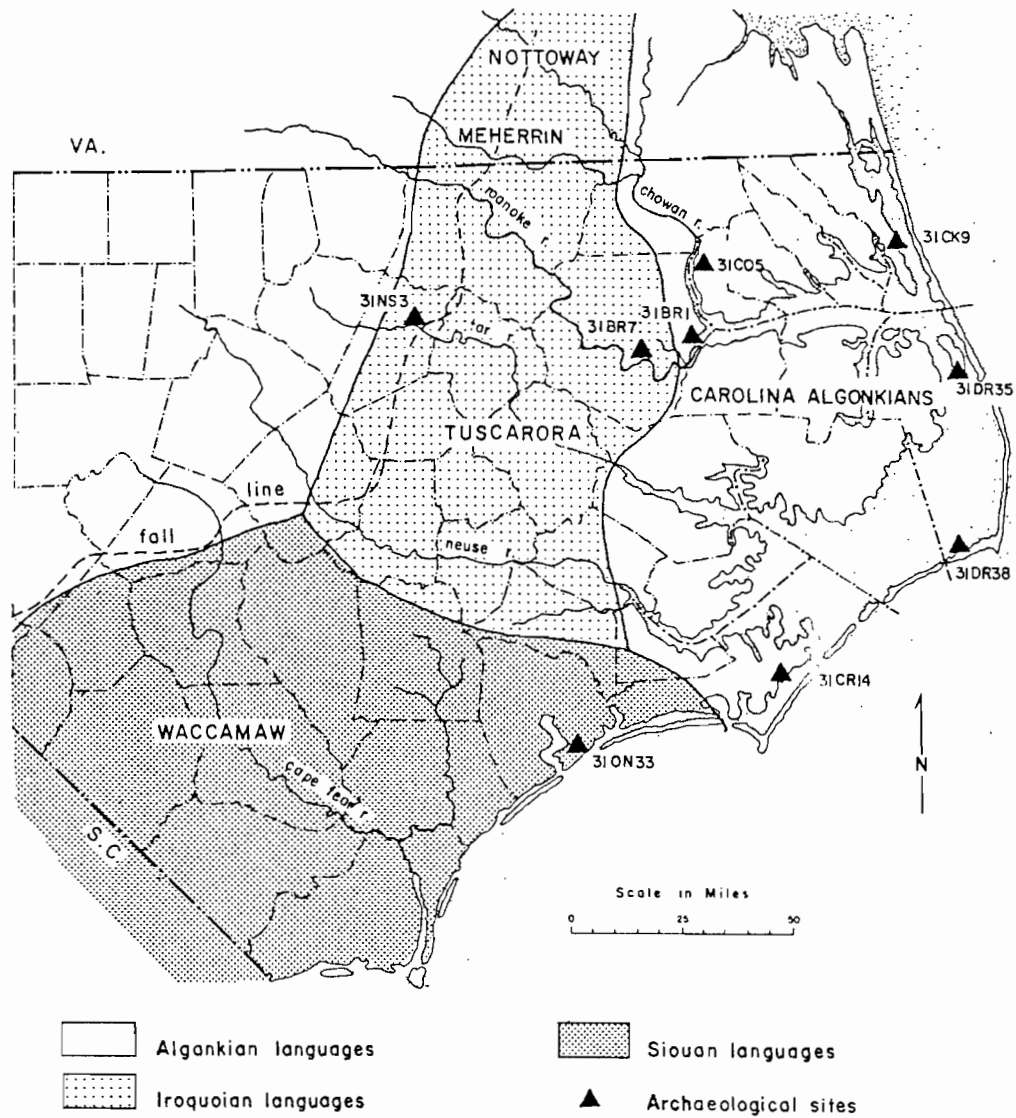 NOTTOWAY
MEHERRIN
VA.
roanoke r.
chowan r.
31CK9
31CO5
31NS3
31BR1
31BR7
tar r.
31DR35
CAROLINA ALGONKIANS
TUSCARORA
line
fall
neuse r.
31DR38
31CR14
WACCAMAW
31ON33
N
cape fear r.
S.C
Scale in Miles
0 25 50
Algankian languages
Siouan languages
Iroquoian languages
Archaeological sites